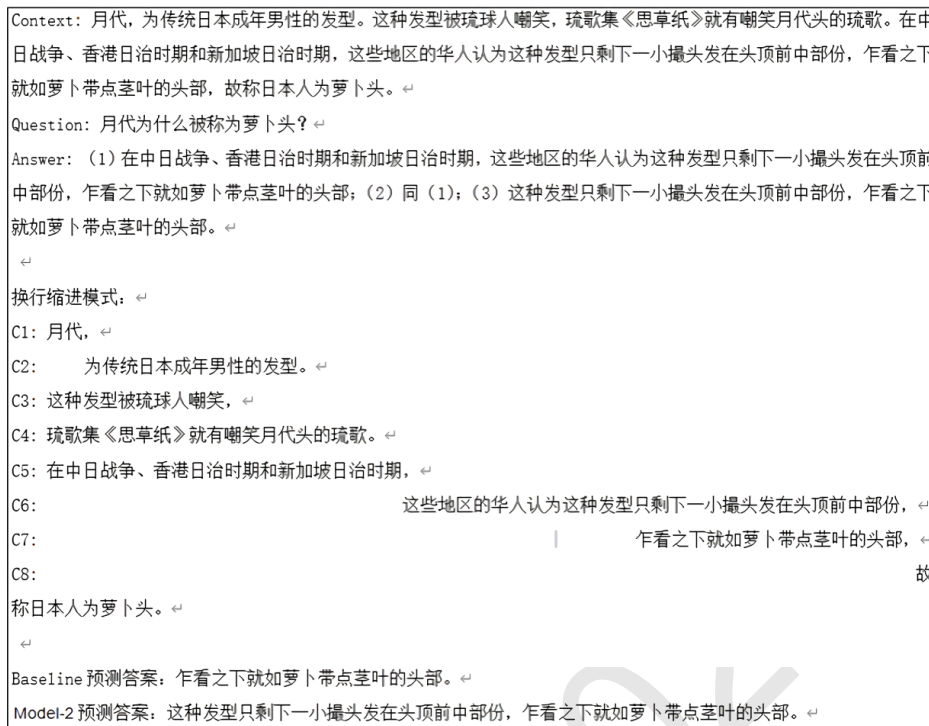 Context: 月代，为传统日本成年男性的发型。这种发型被琉球人嘲笑，琉歌集《思草纸》就有嘲笑月代头的琉歌。在中
日战争、香港日治时期和新加坡日治时期，这些地区的华人认为这种发型只剩下一小撮头发在头顶前中部份，乍看之下
就如萝卜带点茎叶的头部，故称日本人为萝卜头。
Question: 月代为什么被称为萝卜头？
Answer: （1）在中日战争、香港日治时期和新加坡日治时期，这些地区的华人认为这种发型只剩下一小撮头发在头顶前
中部份，乍看之下就如萝卜带点茎叶的头部；（2）同（1）；（3）这种发型只剩下一小撮头发在头顶前中部份，乍看之下
就如萝卜带点茎叶的头部。
换行缩进模式：
C1: 月代，
C2: 为传统日本成年男性的发型。
C3: 这种发型被琉球人嘲笑，
C4: 琉歌集《思草纸》就有嘲笑月代头的琉歌。
C5: 在中日战争、香港日治时期和新加坡日治时期，
C6: 这些地区的华人认为这种发型只剩下一小撮头发在头顶前中部份，
C7: 乍看之下就如萝卜带点茎叶的头部，
C8: 故
称日本人为萝卜头。
Baseline 预测答案：乍看之下就如萝卜带点茎叶的头部。
Model-2 预测答案：这种发型只剩下一小撮头发在头顶前中部份，乍看之下就如萝卜带点茎叶的头部。